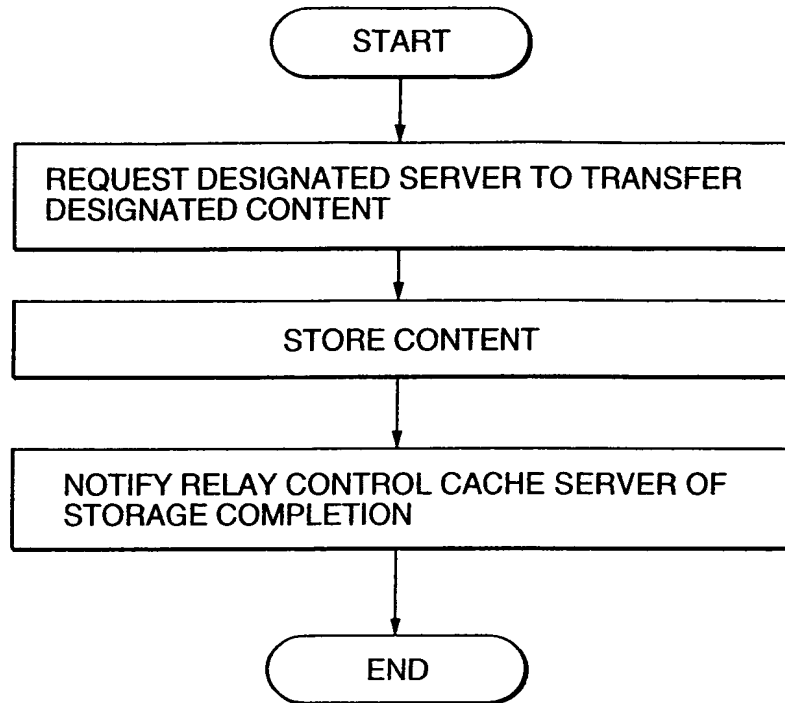 START
REQUEST DESIGNATED SERVER TO TRANSFER
DESIGNATED CONTENT
STORE CONTENT
NOTIFY RELAY CONTROL CACHE SERVER OF
STORAGE COMPLETION
END